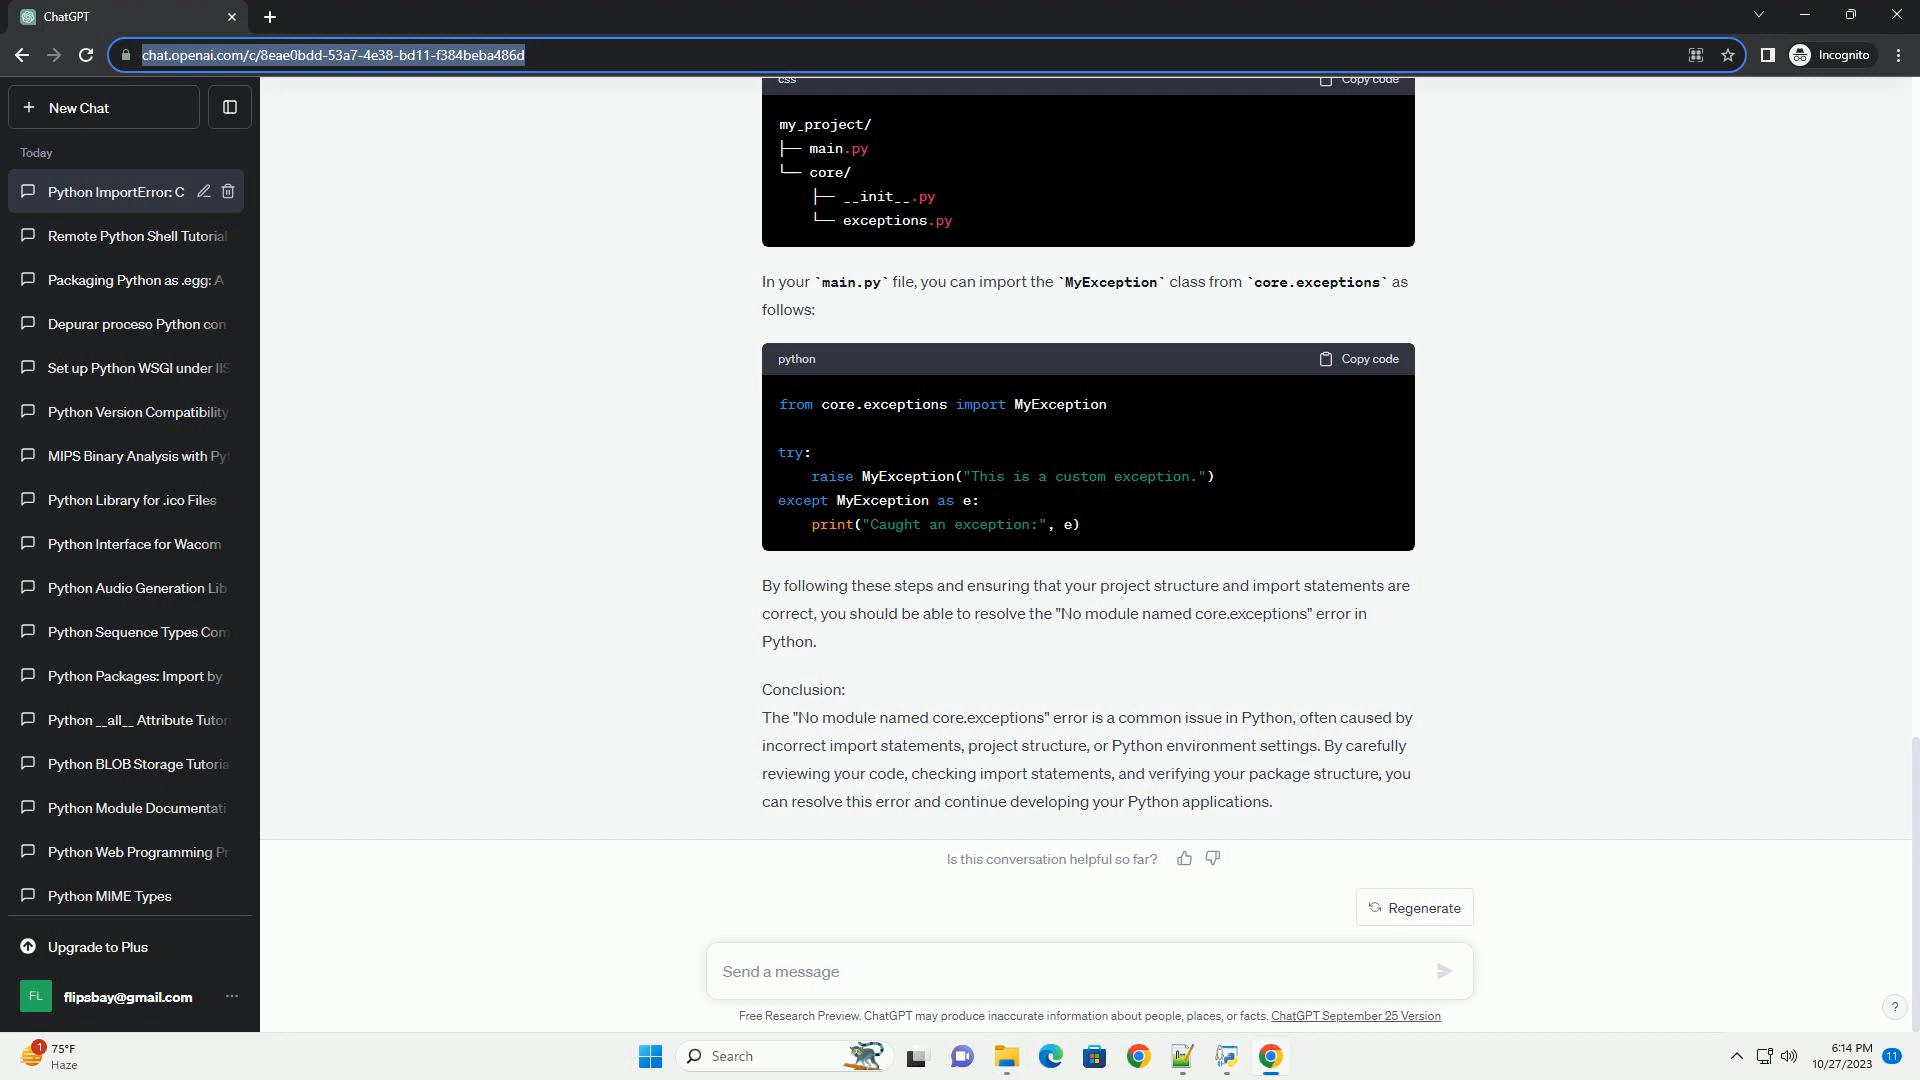 ChatGPT
chat.openai.com/c/8eae0bdd-53a7-4e38-bd11-f384beba486d
Incognito
New Chat
Today
Python ImportError: C
Remote Python Shell Tutorial
Packaging Python as .egg: A
Depurar proceso Python con
Set up Python WSGI under IIS
Python Version Compatibility
MIPS Binary Analysis with Pyt
Python Library for .ico Files
Python Interface for Wacom
Python Audio Generation Lib
Python Sequence Types Com
Python Packages: Import by
Python __all__ Attribute Tutor
Python BLOB Storage Tutoria
Python Module Documentati
Python Web Programming Pr
Python MIME Types
Upgrade to Plus
FL flipsbay@gmail.com
css Copy code
my_project/
├── main.py
└── core/
    ├── __init__.py
    └── exceptions.py
In your `main.py` file, you can import the `MyException` class from `core.exceptions` as
follows:
python Copy code
from core.exceptions import MyException
try:
    raise MyException("This is a custom exception.")
except MyException as e:
    print("Caught an exception:", e)
By following these steps and ensuring that your project structure and import statements are
correct, you should be able to resolve the "No module named core.exceptions" error in
Python.
Conclusion:
The "No module named core.exceptions" error is a common issue in Python, often caused by
incorrect import statements, project structure, or Python environment settings. By carefully
reviewing your code, checking import statements, and verifying your package structure, you
can resolve this error and continue developing your Python applications.
Is this conversation helpful so far?
Regenerate
Send a message
Free Research Preview. ChatGPT may produce inaccurate information about people, places, or facts. ChatGPT September 25 Version
?
1
75°F
Haze
Search
6:14 PM
10/27/2023
11